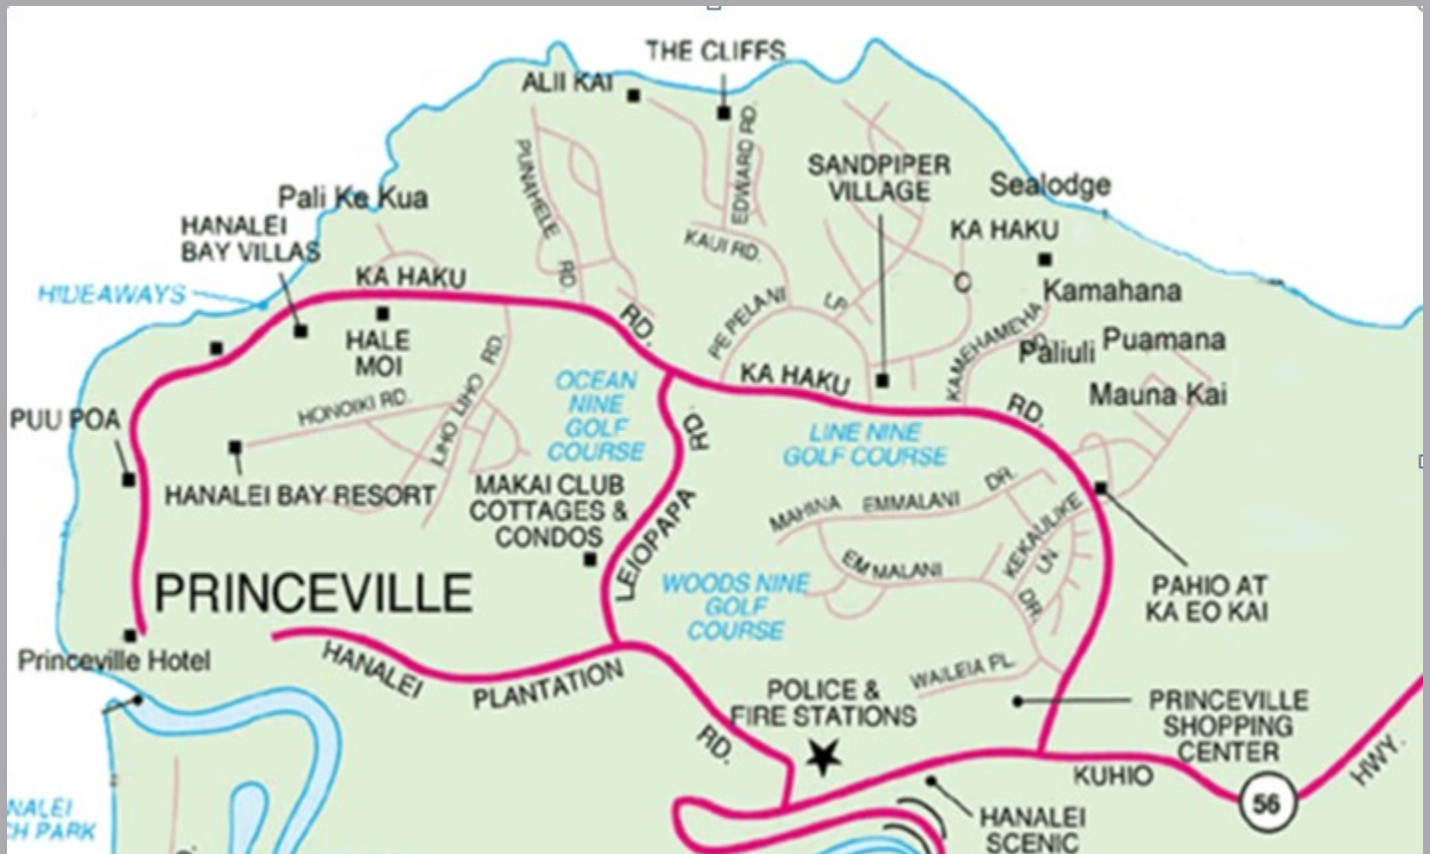 THE CLIFFS
ALII KAI
PUNAHELE
RD.
EDWARD RD.
SANDPIPER
VILLAGE
Sealodge
Pali Ke Kua
HANALEI
BAY VILLAS
KAUI RD.
KA HAKU
HIDEAWAYS
KA HAKU
RD.
PE PELANI
KAMEHAMEHA
Kamahana
HALE
MOI
Paliuli
Puamana
OCEAN
NINE
GOLF
COURSE
KA HAKU
RD.
Mauna Kai
PUU POA
HONOIKI RD.
LIHO LIHO RD.
RD.
LEIOPAPA
LINE NINE
GOLF COURSE
HANALEI BAY RESORT
MAKAI CLUB
COTTAGES &
CONDOS
MAHINA
EMMALANI
DR.
KEKAULIKE
LN
EMMALANI
DR.
PRINCEVILLE
WOODS NINE
GOLF
COURSE
PAHIO AT
KA EO KAI
Princeville Hotel
HANALEI
PLANTATION
RD.
WAILEIA PL.
POLICE &
FIRE STATIONS
PRINCEVILLE
SHOPPING
CENTER
KUHIO
56
HWY.
NALEI
CH PARK
HANALEI
SCENIC